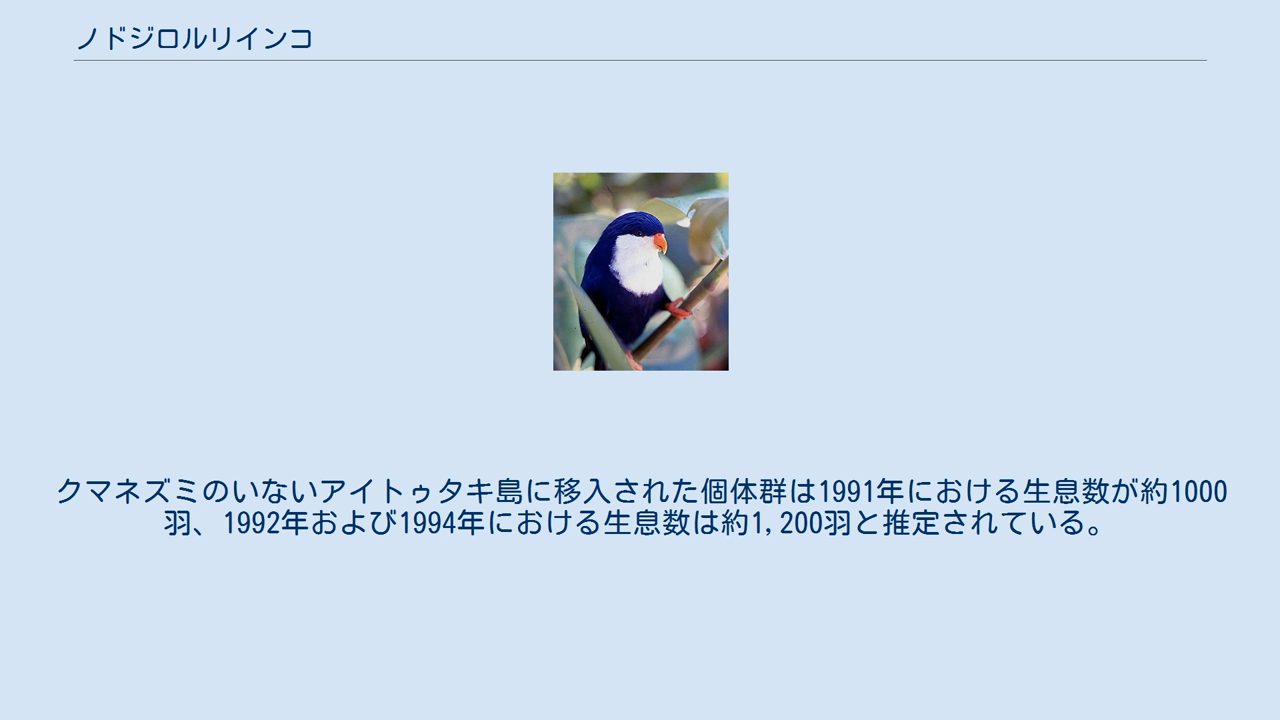 ノドジロルリインコ
クマネズミのいないアイトゥタキ島に移入された個体群は1991年における生息数が約1000
羽、1992年および1994年における生息数は約1,200羽と推定されている。